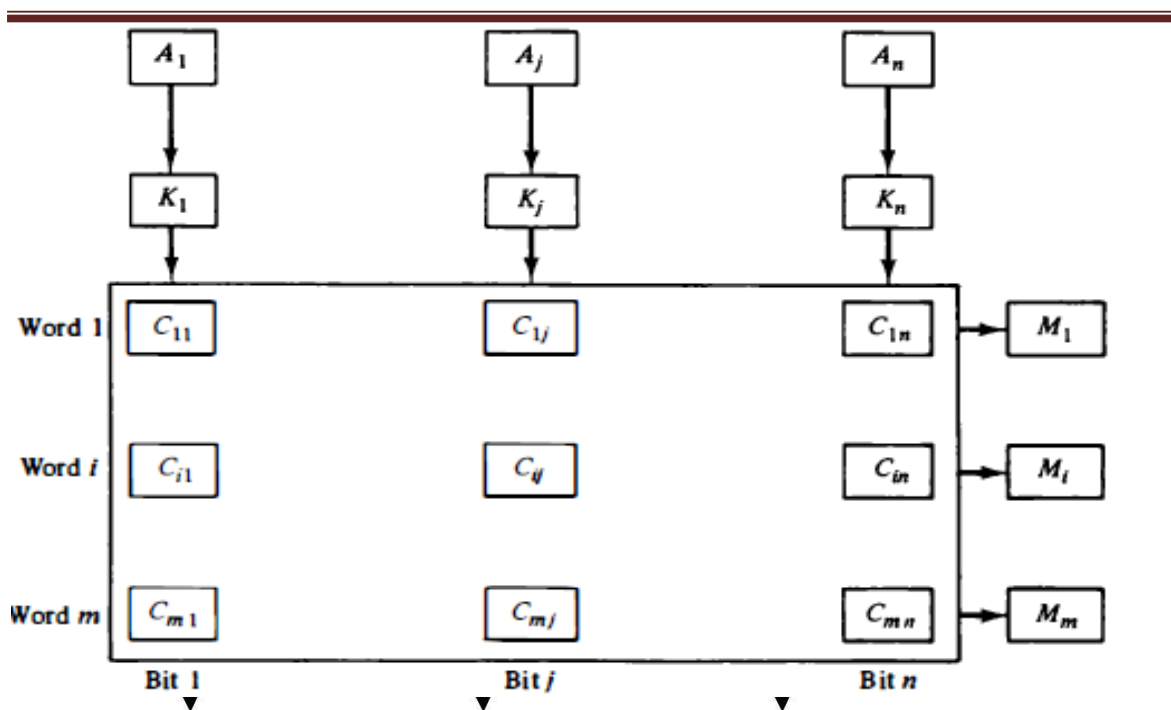 A₁ Aⱼ Aₙ
K₁ Kⱼ Kₙ
Word 1 C₁₁ C₁ⱼ C₁ₙ M₁
Word i Cᵢ₁ Cᵢⱼ Cᵢₙ Mᵢ
Word m Cₘ₁ Cₘⱼ Cₘₙ Mₘ
Bit 1 Bit j Bit n